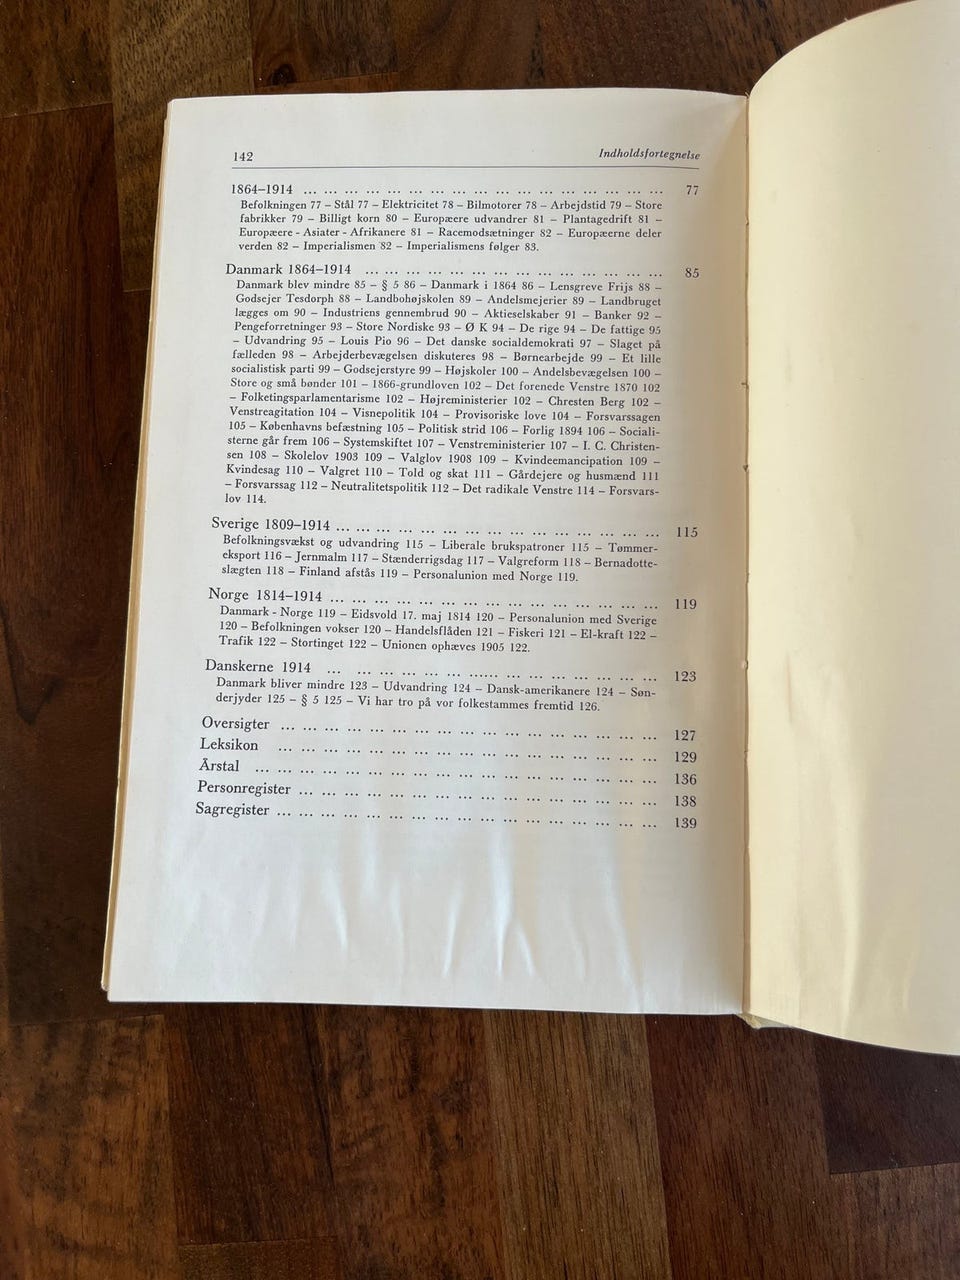 142 Indholdsfortegnelse
1864–1914 ... ... ... ... ... ... ... ... ... ... ... ... ... ... ... ... ... 77
Befolkningen 77 – Stål 77 – Elektricitet 78 – Bilmotorer 78 – Arbejdstid 79 – Store
fabrikker 79 – Billigt korn 80 – Europæere udvandrer 81 – Plantagedrift 81 –
Europæere - Asiater - Afrikanere 81 – Racemodsætninger 82 – Europæerne deler
verden 82 – Imperialismen 82 – Imperialismens følger 83.
Danmark 1864–1914 ... ... ... ... ... ... ... ... ... ... ... ... ... ... 85
Danmark blev mindre 85 – § 5 86 – Danmark i 1864 86 – Lensgreve Frijs 88 –
Godsejer Tesdorph 88 – Landbohøjskolen 89 – Andelsmejerier 89 – Landbruget
lægges om 90 – Industriens gennembrud 90 – Aktieselskaber 91 – Banker 92 –
Pengeforretninger 93 – Store Nordiske 93 – Ø K 94 – De rige 94 – De fattige 95
– Udvandring 95 – Louis Pio 96 – Det danske socialdemokrati 97 – Slaget på
fælleden 98 – Arbejderbevægelsen diskuteres 98 – Børnearbejde 99 – Et lille
socialistisk parti 99 – Godsejerstyre 99 – Højskoler 100 – Andelsbevægelsen 100 –
Store og små bønder 101 – 1866-grundloven 102 – Det forenede Venstre 1870 102
– Folketingsparlamentarisme 102 – Højreministerier 102 – Chresten Berg 102 –
Venstreagitation 104 – Visnepolitik 104 – Provisoriske love 104 – Forsvarssagen
105 – Københavns befæstning 105 – Politisk strid 106 – Forlig 1894 106 – Sociali-
sterne går frem 106 – Systemskiftet 107 – Venstreministerier 107 – I. C. Christen-
sen 108 – Skolelov 1903 109 – Valglov 1908 109 – Kvindeemancipation 109 –
Kvindesag 110 – Valgret 110 – Told og skat 111 – Gårdejere og husmænd 111
– Forsvarssag 112 – Neutralitetspolitik 112 – Det radikale Venstre 114 – Forsvars-
lov 114.
Sverige 1809–1914 ... ... ... ... ... ... ... ... ... ... ... ... ... ... ... 115
Befolkningsvækst og udvandring 115 – Liberale brukspatroner 115 – Tømmer-
eksport 116 – Jernmalm 117 – Stænderrigsdag 117 – Valgreform 118 – Bernadotte-
slægten 118 – Finland afstås 119 – Personalunion med Norge 119.
Norge 1814–1914 ... ... ... ... ... ... ... ... ... ... ... ... ... ... ... 119
Danmark - Norge 119 – Eidsvold 17. maj 1814 120 – Personalunion med Sverige
120 – Befolkningen vokser 120 – Handelsflåden 121 – Fiskeri 121 – El-kraft 122 –
Trafik 122 – Stortinget 122 – Unionen ophæves 1905 122.
Danskerne 1914 ... ... ... ... ... ... ... ... ... ... ... ... ... ... ... 123
Danmark bliver mindre 123 – Udvandring 124 – Dansk-amerikanere 124 – Søn-
derjyder 125 – § 5 125 – Vi har tro på vor folkestammes fremtid 126.
Oversigter ... ... ... ... ... ... ... ... ... ... ... ... ... ... ... ... ... 127
Leksikon ... ... ... ... ... ... ... ... ... ... ... ... ... ... ... ... ... 129
Årstal ... ... ... ... ... ... ... ... ... ... ... ... ... ... ... ... ... ... 136
Personregister ... ... ... ... ... ... ... ... ... ... ... ... ... ... ... ... 138
Sagregister ... ... ... ... ... ... ... ... ... ... ... ... ... ... ... ... ... 139